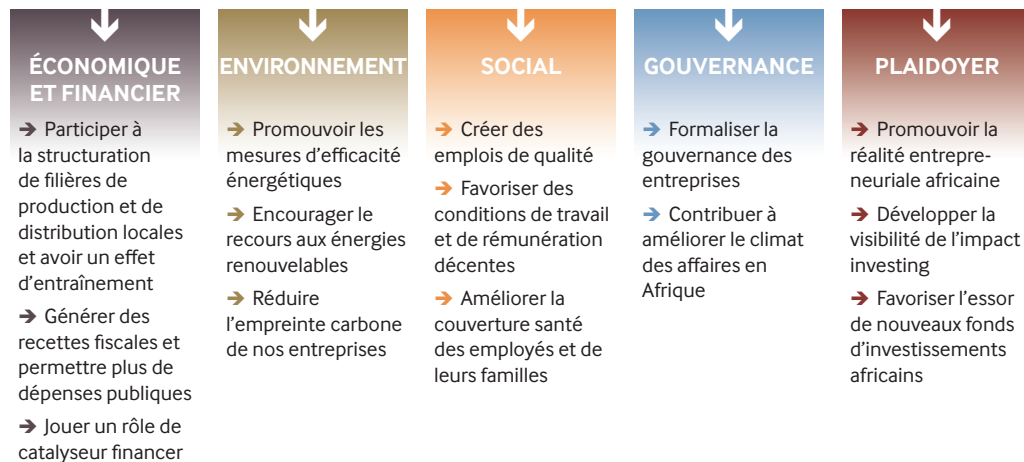 ÉCONOMIQUE
ET FINANCIER
➔ Participer à
la structuration
de filières de
production et de
distribution locales
et avoir un effet
d'entraînement
➔ Générer des
recettes fiscales et
permettre plus de
dépenses publiques
➔ Jouer un rôle de
catalyseur financer
ENVIRONNEMENT
➔ Promouvoir les
mesures d'efficacité
énergétiques
➔ Encourager le
recours aux énergies
renouvelables
➔ Réduire
l'empreinte carbone
de nos entreprises
SOCIAL
➔ Créer des
emplois de qualité
➔ Favoriser des
conditions de travail
et de rémunération
décentes
➔ Améliorer la
couverture santé
des employés et de
leurs familles
GOUVERNANCE
➔ Formaliser la
gouvernance des
entreprises
➔ Contribuer à
améliorer le climat
des affaires en
Afrique
PLAIDOYER
➔ Promouvoir la
réalité entrepre-
neuriale africaine
➔ Développer la
visibilité de l'impact
investing
➔ Favoriser l'essor
de nouveaux fonds
d'investissements
africains